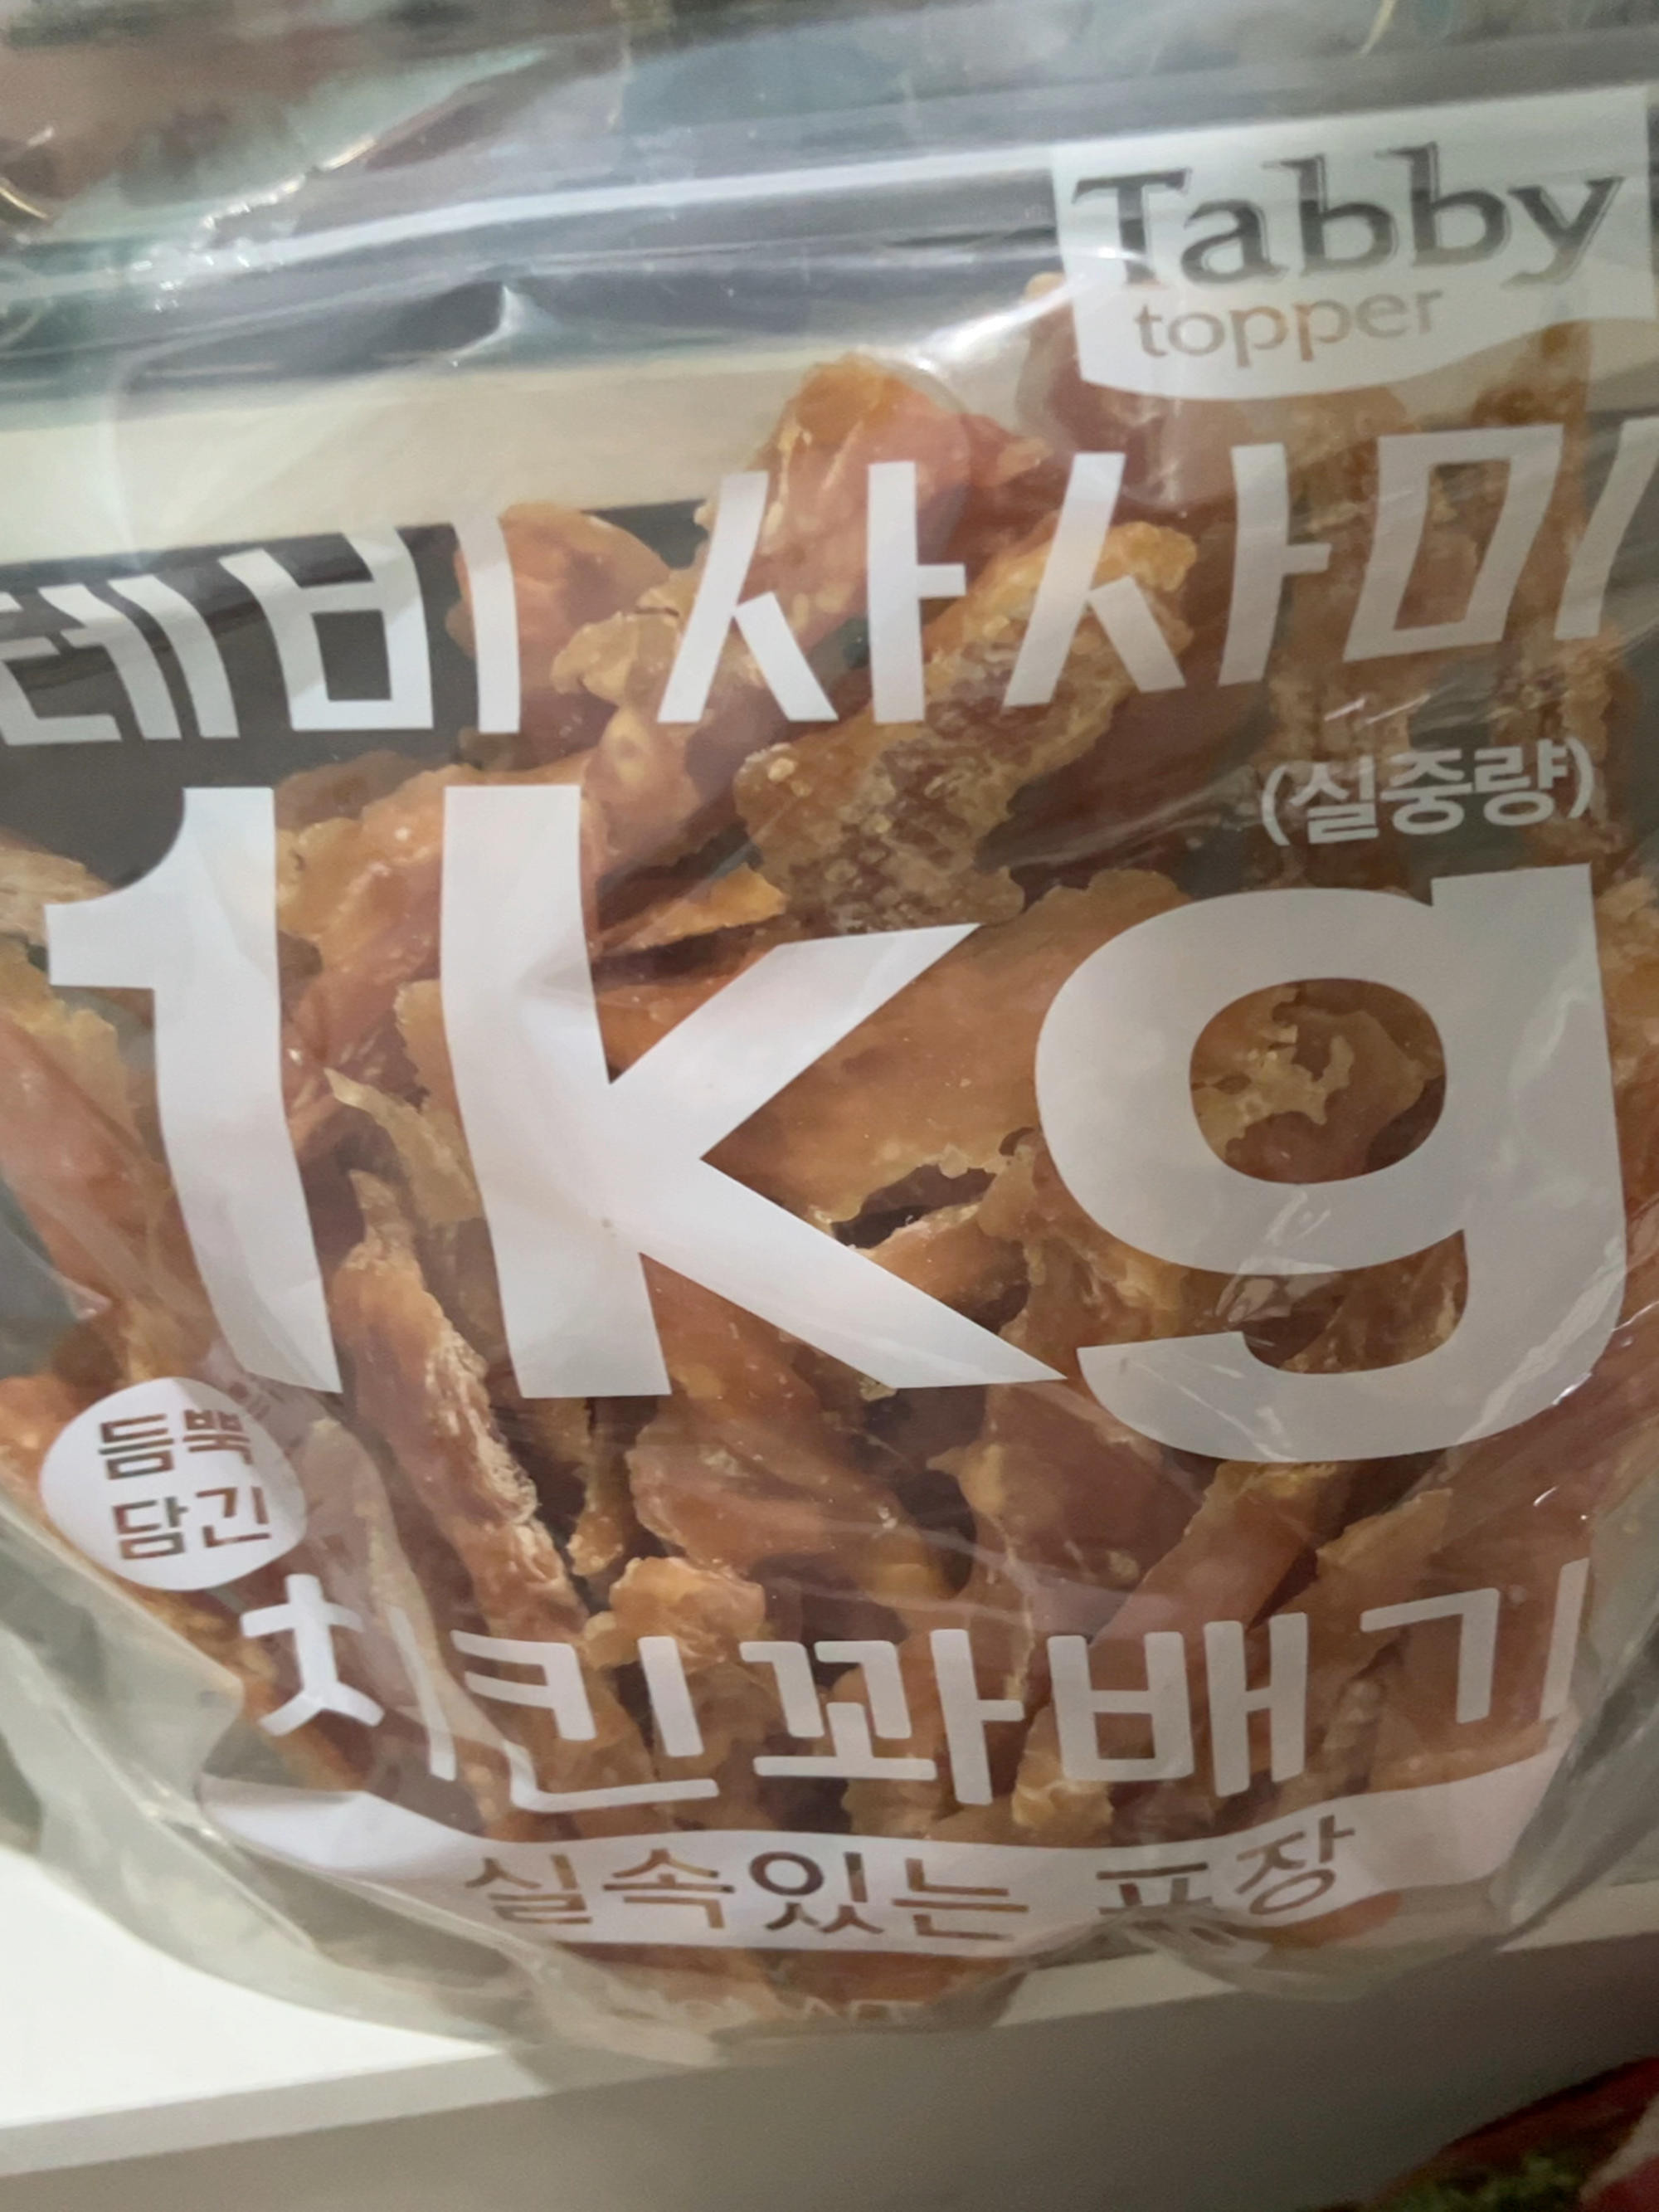 Tabby
topper
테비 사사미
(실중량)
1kg
듬뿍
담긴
치킨꽈배기
실속있는 포장